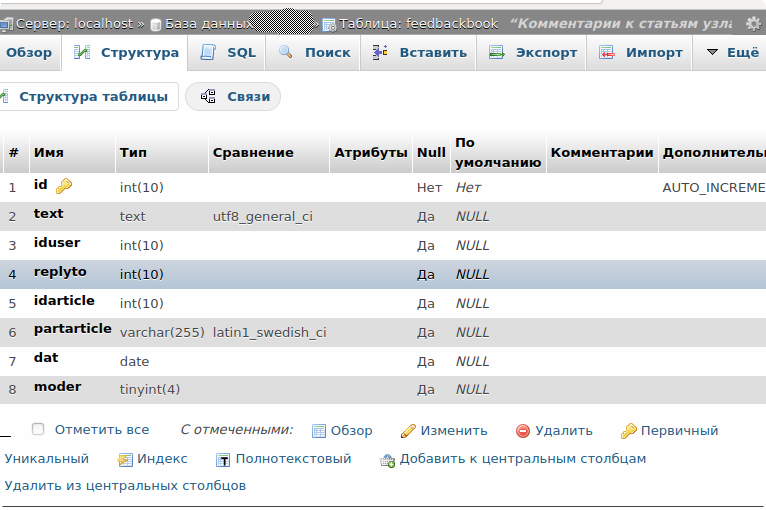 Сервер: localhost » База данных » Таблица: feedbackbook "Комментарии к статьям узла
Обзор Структура SQL Поиск Вставить Экспорт Импорт Ещё
Структура таблицы Связи
# Имя Тип Сравнение Атрибуты Null По умолчанию Комментарии Дополнитель
1 id int(10) Нет Нет AUTO_INCREME
2 text text utf8_general_ci Да NULL
3 iduser int(10) Да NULL
4 replyto int(10) Да NULL
5 idarticle int(10) Да NULL
6 partarticle varchar(255) latin1_swedish_ci Да NULL
7 dat date Да NULL
8 moder tinyint(4) Да NULL
Отметить все С отмеченными: Обзор Изменить Удалить Первичный
Уникальный Индекс Полнотекстовый Добавить к центральным столбцам
Удалить из центральных столбцов